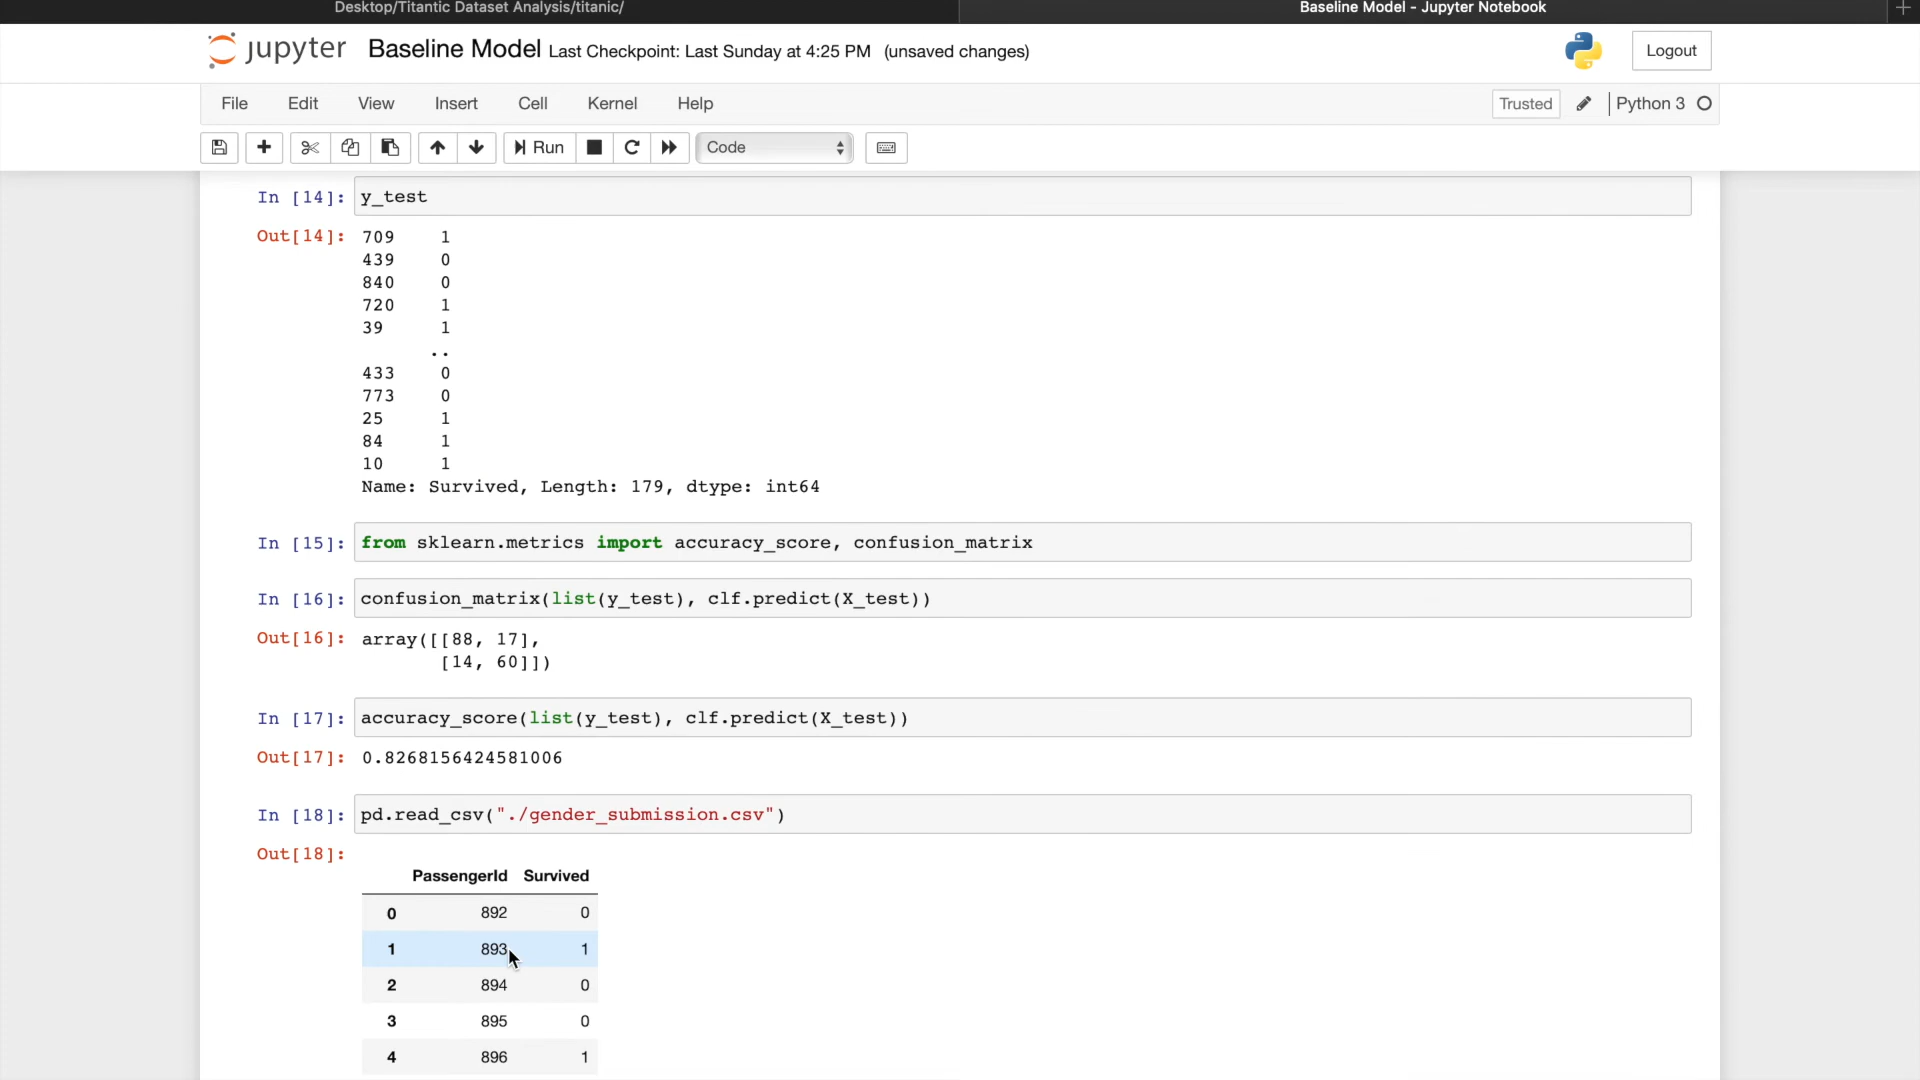 Desktop/Titantic Dataset Analysis/titanic/
Baseline Model - Jupyter Notebook
jupyter Baseline Model Last Checkpoint: Last Sunday at 4:25 PM (unsaved changes)
Logout
File Edit View Insert Cell Kernel Help
Trusted
Python 3
Run
Code
In [14]: y_test
Out[14]: 709 1
439 0
840 0
720 1
39 1
..
433 0
773 0
25 1
84 1
10 1
Name: Survived, Length: 179, dtype: int64
In [15]: from sklearn.metrics import accuracy_score, confusion_matrix
In [16]: confusion_matrix(list(y_test), clf.predict(X_test))
Out[16]: array([[88, 17],
[14, 60]])
In [17]: accuracy_score(list(y_test), clf.predict(X_test))
Out[17]: 0.8268156424581006
In [18]: pd.read_csv("./gender_submission.csv")
Out[18]:
PassengerId Survived
0 892 0
1 893 1
2 894 0
3 895 0
4 896 1